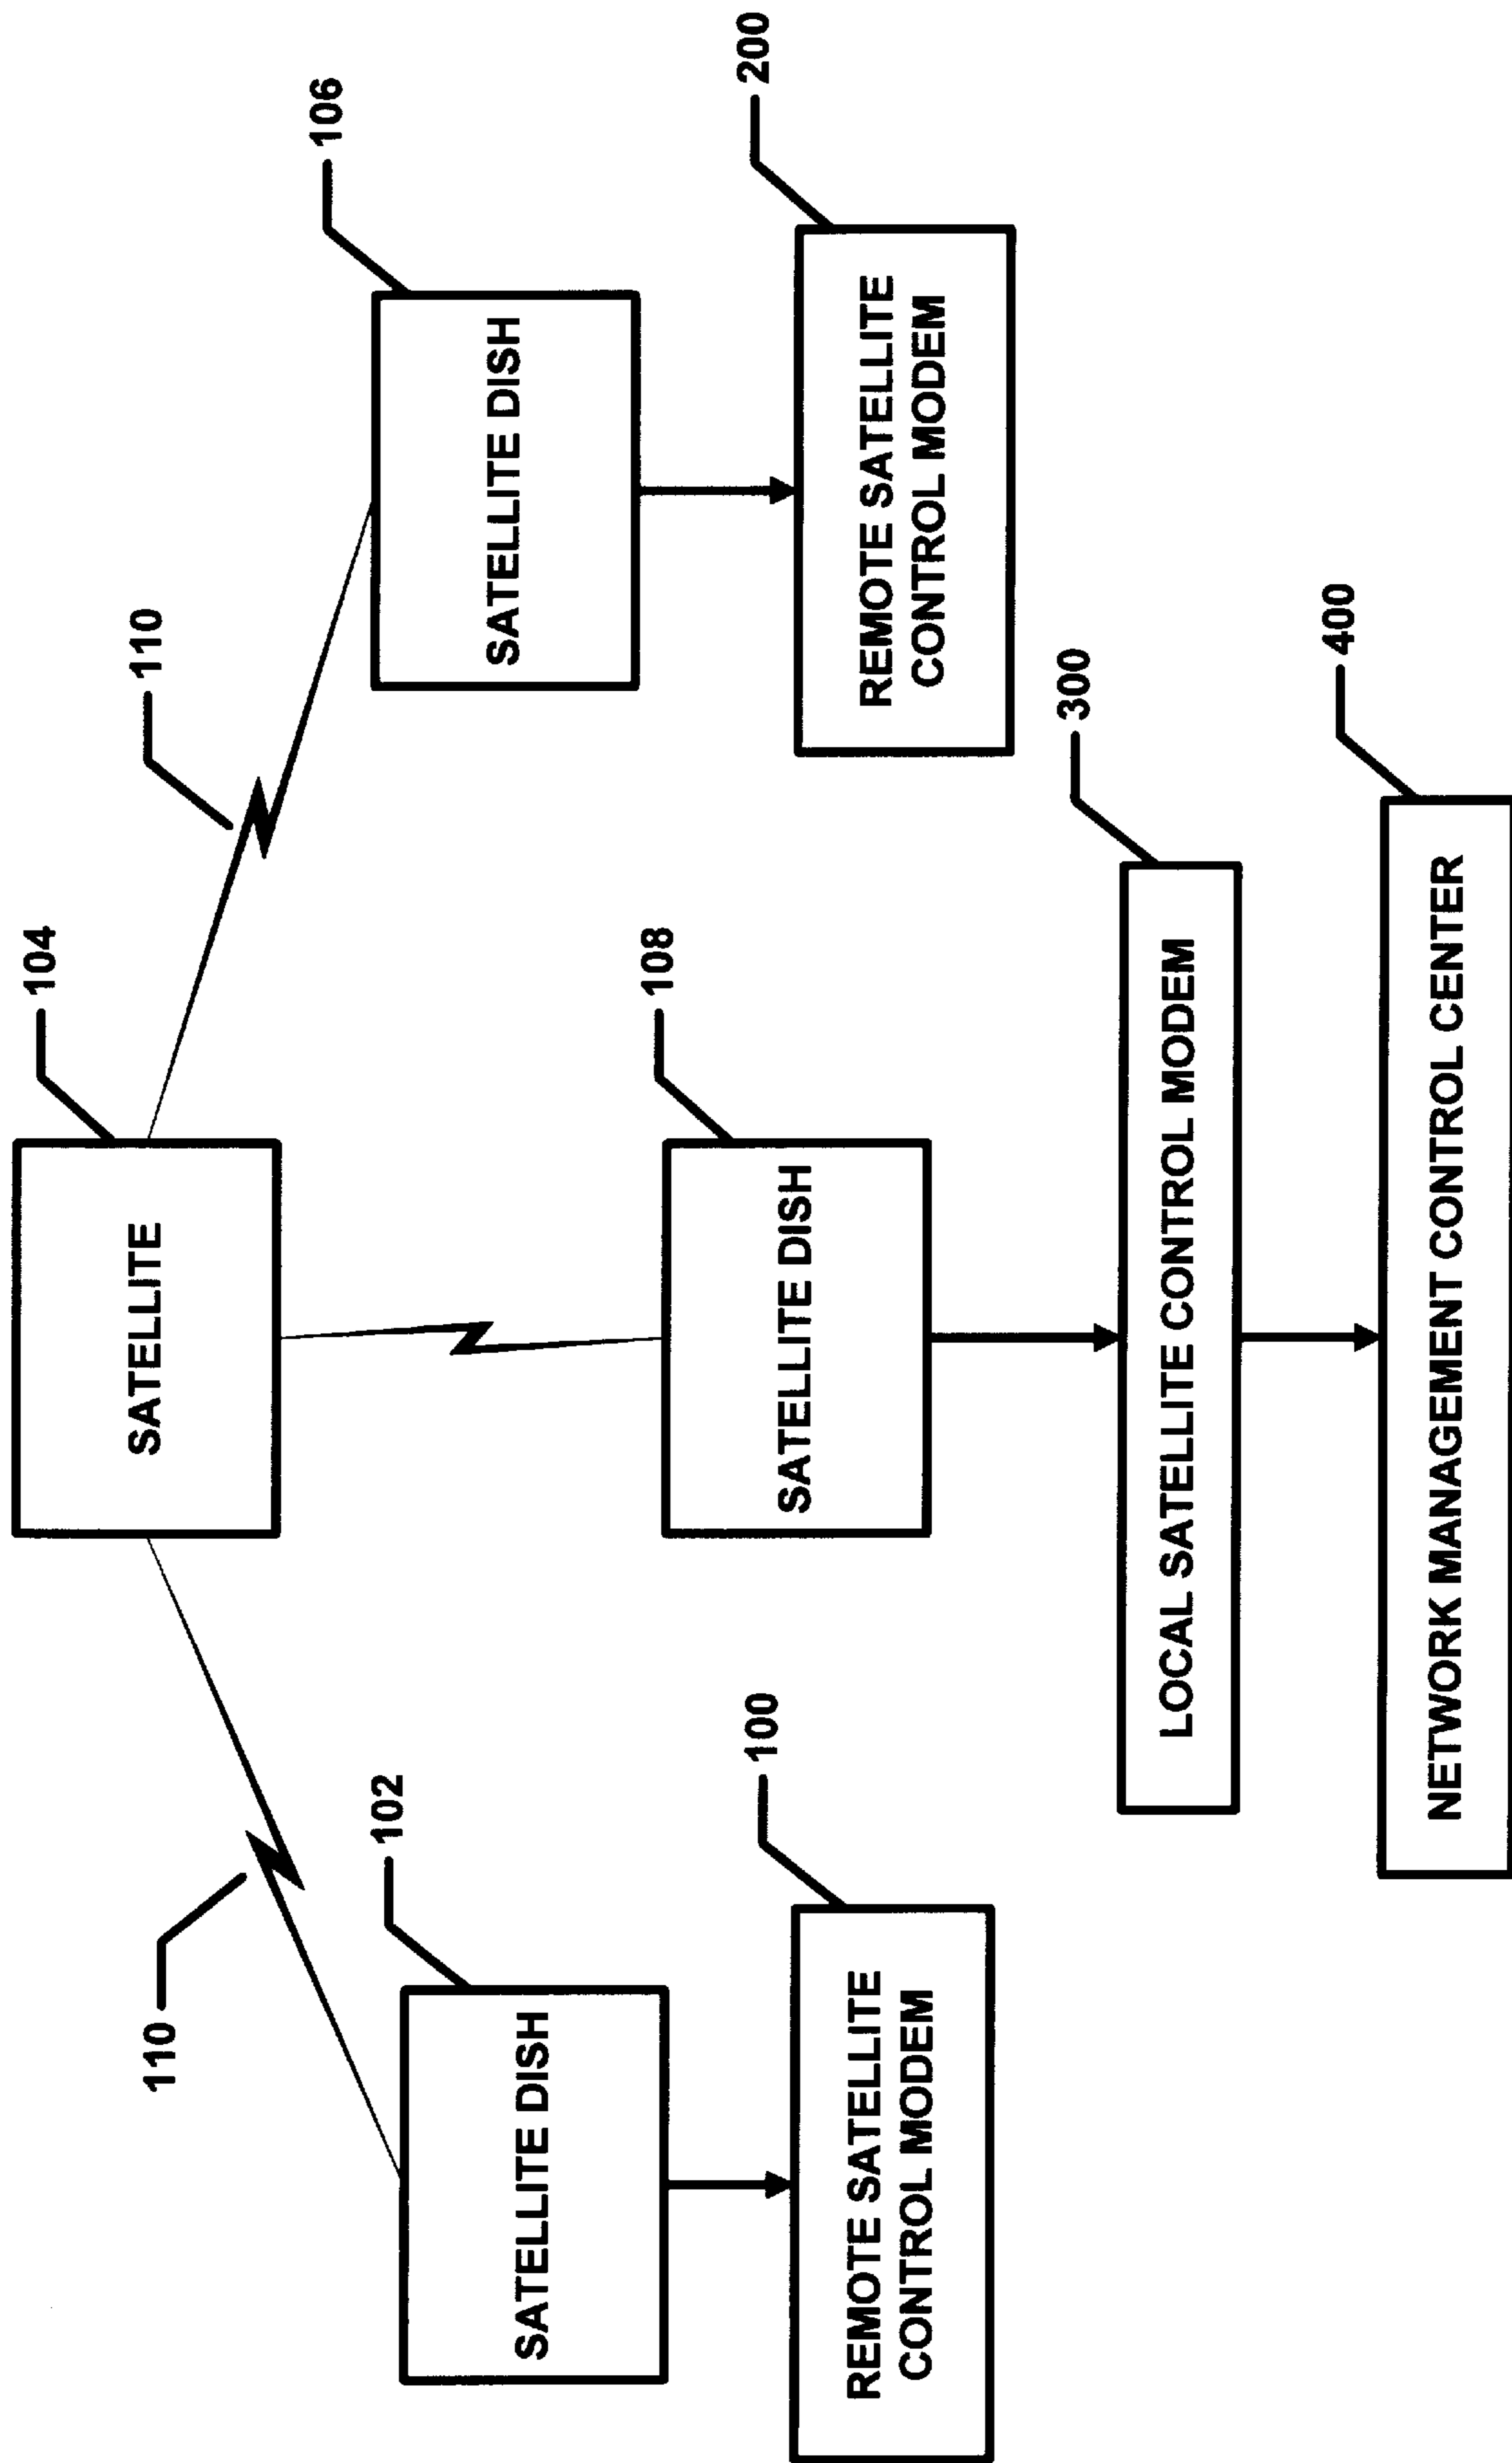 104
SATELLITE
110
110
106
SATELLITE DISH
102
SATELLITE DISH
108
SATELLITE DISH
200
REMOTE SATELLITE
CONTROL MODEM
100
REMOTE SATELLITE
CONTROL MODEM
300
LOCAL SATELLITE CONTROL MODEM
400
NETWORK MANAGEMENT CONTROL CENTER